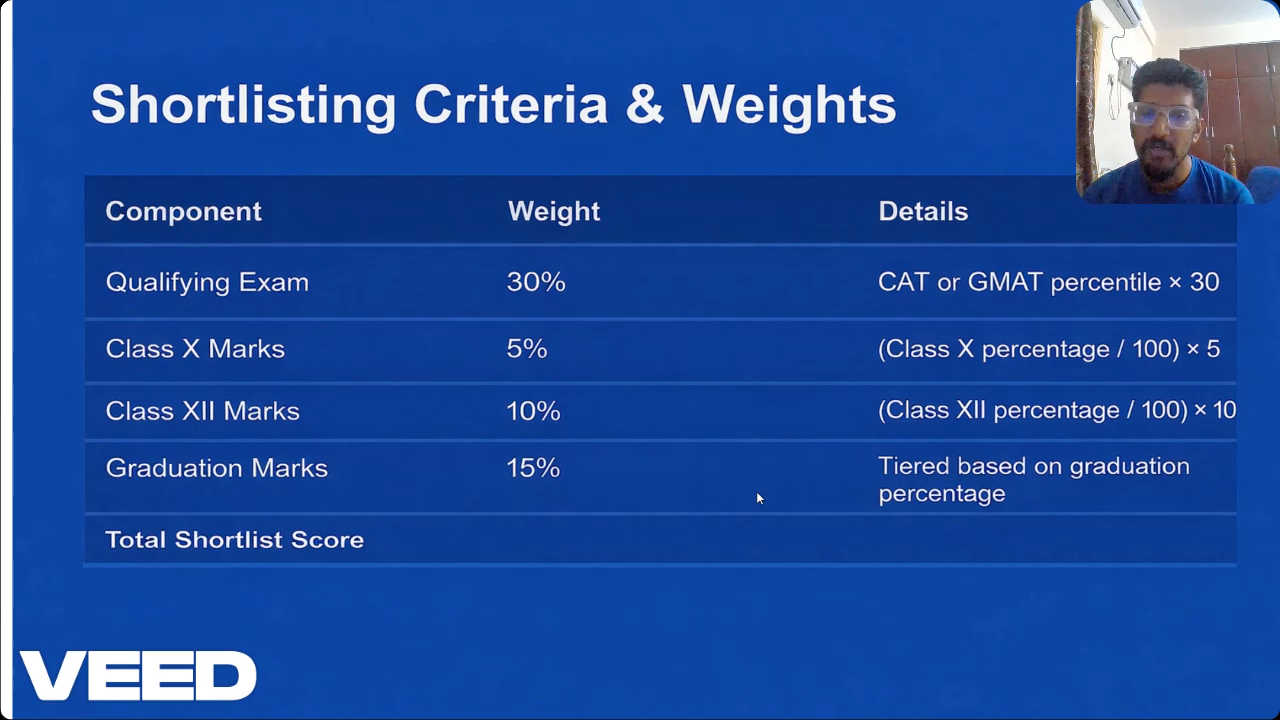 Shortlisting Criteria & Weights
Component Weight Details
Qualifying Exam 30% CAT or GMAT percentile × 30
Class X Marks 5% (Class X percentage / 100) × 5
Class XII Marks 10% (Class XII percentage / 100) × 10
Graduation Marks 15% Tiered based on graduation
percentage
Total Shortlist Score
VEED